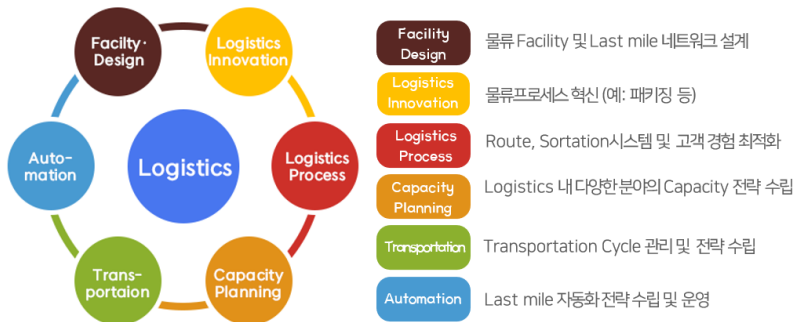 Facilty·
Design
Logistics
Innovation
Auto-
mation
Logistics
Logistics
Process
Trans-
portaion
Capacity
Planning
Facility
Design
물류 Facility 및 Last mile 네트워크 설계
Logistics
Innovation
물류프로세스 혁신 (예: 패키징 등)
Logistics
Process
Route, Sortation시스템 및 고객 경험 최적화
Capacity
Planning
Logistics 내 다양한 분야의 Capacity 전략 수립
Transportation
Transportation Cycle 관리 및 전략 수립
Automation
Last mile 자동화 전략 수립 및 운영